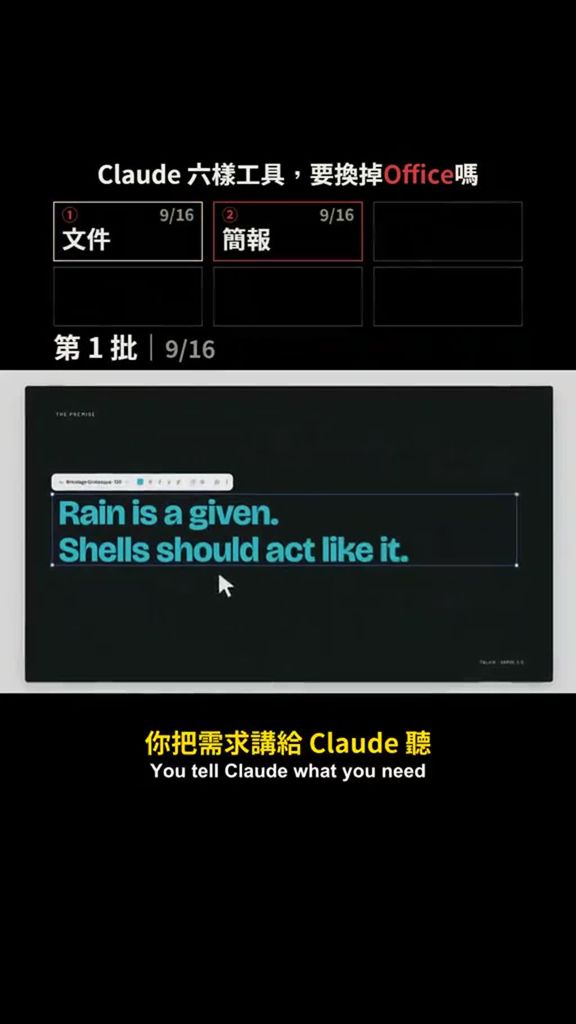 Claude 六樣工具，要換掉Office嗎
① 9/16
文件
② 9/16
簡報
第 1 批｜9/16
THE PREMISE
Bricolage Grotesque
Rain is a given.
Shells should act like it.
你把需求講給 Claude 聽
You tell Claude what you need